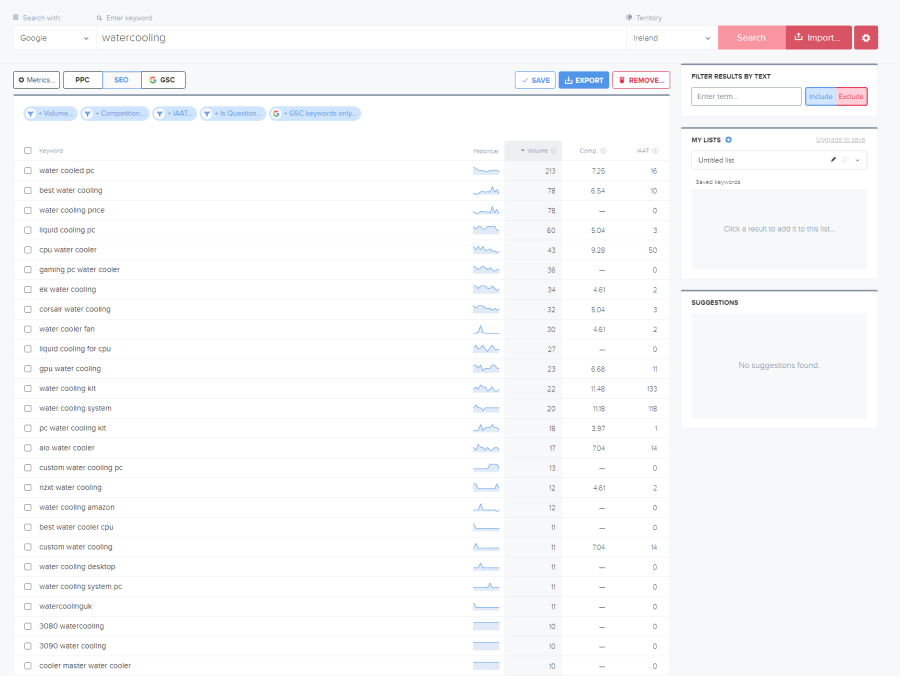 Search with: Enter keyword Territory
Google watercooling Ireland Search Import...
Metrics... PPC SEO GSC SAVE EXPORT REMOVE...
+ Volume... + Competition... + IAAT... + Is Question... + GSC keywords only...
Keyword Historical Volume Comp. IAAT
water cooled pc 213 7.25 16
best water cooling 78 6.54 10
water cooling price 78 — 0
liquid cooling pc 60 5.04 3
cpu water cooler 43 9.28 50
gaming pc water cooler 36 — 0
ek water cooling 34 4.61 2
corsair water cooling 32 5.04 3
water cooler fan 30 4.61 2
liquid cooling for cpu 27 — 0
gpu water cooling 23 6.68 11
water cooling kit 22 11.48 133
water cooling system 20 11.18 118
pc water cooling kit 18 3.97 1
aio water cooler 17 7.04 14
custom water cooling pc 13 — 0
nzxt water cooling 12 4.61 2
water cooling amazon 12 — 0
best water cooler cpu 11 — 0
custom water cooling 11 7.04 14
water cooling desktop 11 — 0
water cooling system pc 11 — 0
watercoolinguk 11 — 0
3080 watercooling 10 — 0
3090 water cooling 10 — 0
cooler master water cooler 10 — 0
FILTER RESULTS BY TEXT
Enter term... Include Exclude
MY LISTS Upgrade to save
Untitled list
Saved keywords
Click a result to add it to this list...
SUGGESTIONS
No suggestions found.